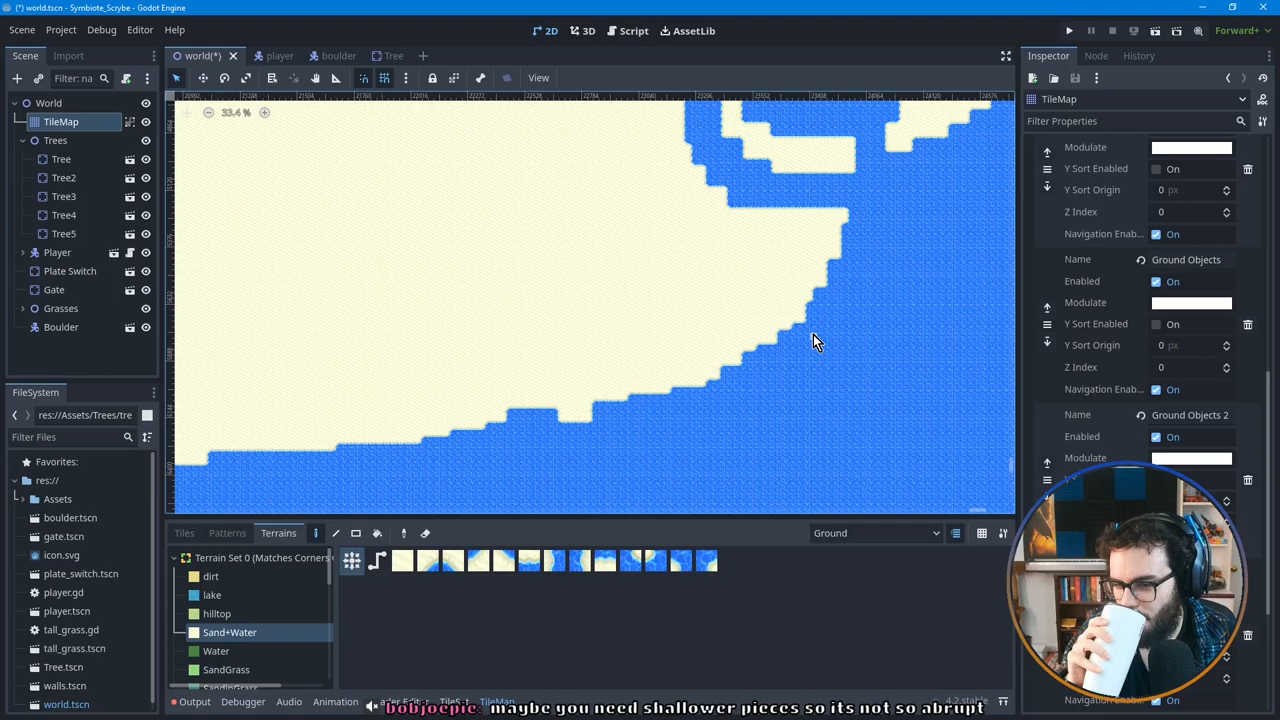 (*) world.tscn - Symbiote_Scrybe - Godot Engine
Scene Project Debug Editor Help
2D 3D Script AssetLib
Forward+
Scene Import
world(*) player boulder Tree
Inspector Node History
Filter: na
View
World
TileMap
Trees
Tree
Tree2
Tree3
Tree4
Tree5
Player
Plate Switch
Gate
Grasses
Boulder
33.4 %
TileMap
Filter Properties
Modulate
Y Sort Enabled On
Y Sort Origin 0 px
Z Index 0
Navigation Enab... On
Name Ground Objects
Enabled On
Modulate
Y Sort Enabled On
Y Sort Origin 0 px
Z Index 0
Navigation Enab... On
Name Ground Objects 2
Enabled On
Modulate
FileSystem
res://Assets/Trees/tre
Filter Files
Favorites:
res://
Assets
boulder.tscn
gate.tscn
icon.svg
plate_switch.tscn
player.gd
player.tscn
tall_grass.gd
tall_grass.tscn
Tree.tscn
walls.tscn
world.tscn
Tiles Patterns Terrains
Ground
Terrain Set 0 (Matches Corners
dirt
lake
hilltop
Sand+Water
Water
SandGrass
Output Debugger Audio Animation
TileMap
4.2.stable
On
bobjoepie: maybe you need shallower pieces so its not so abrupt